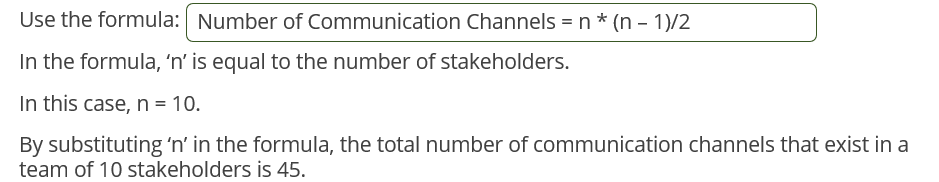 Use the formula: Number of Communication Channels = n * (n – 1)/2
In the formula, ‘n’ is equal to the number of stakeholders.
In this case, n = 10.
By substituting ‘n’ in the formula, the total number of communication channels that exist in a
team of 10 stakeholders is 45.